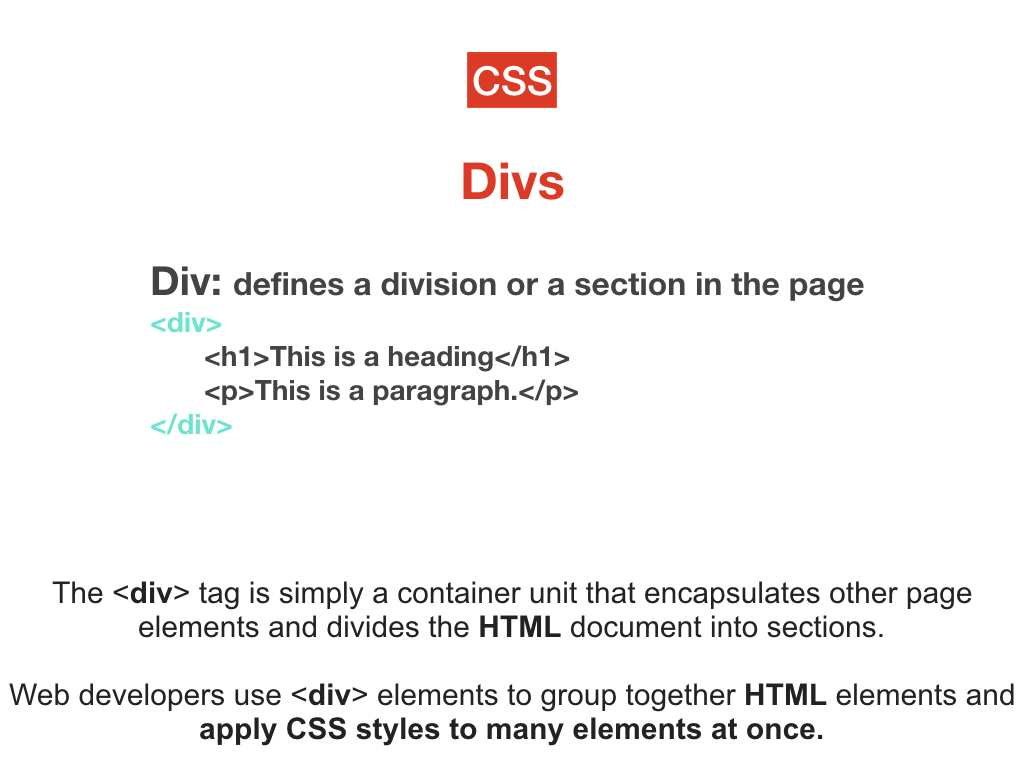 CSS
Divs
Div: defines a division or a section in the page
<div>
<h1>This is a heading</h1>
<p>This is a paragraph.</p>
</div>
The <div> tag is simply a container unit that encapsulates other page
elements and divides the HTML document into sections.
Web developers use <div> elements to group together HTML elements and
apply CSS styles to many elements at once.